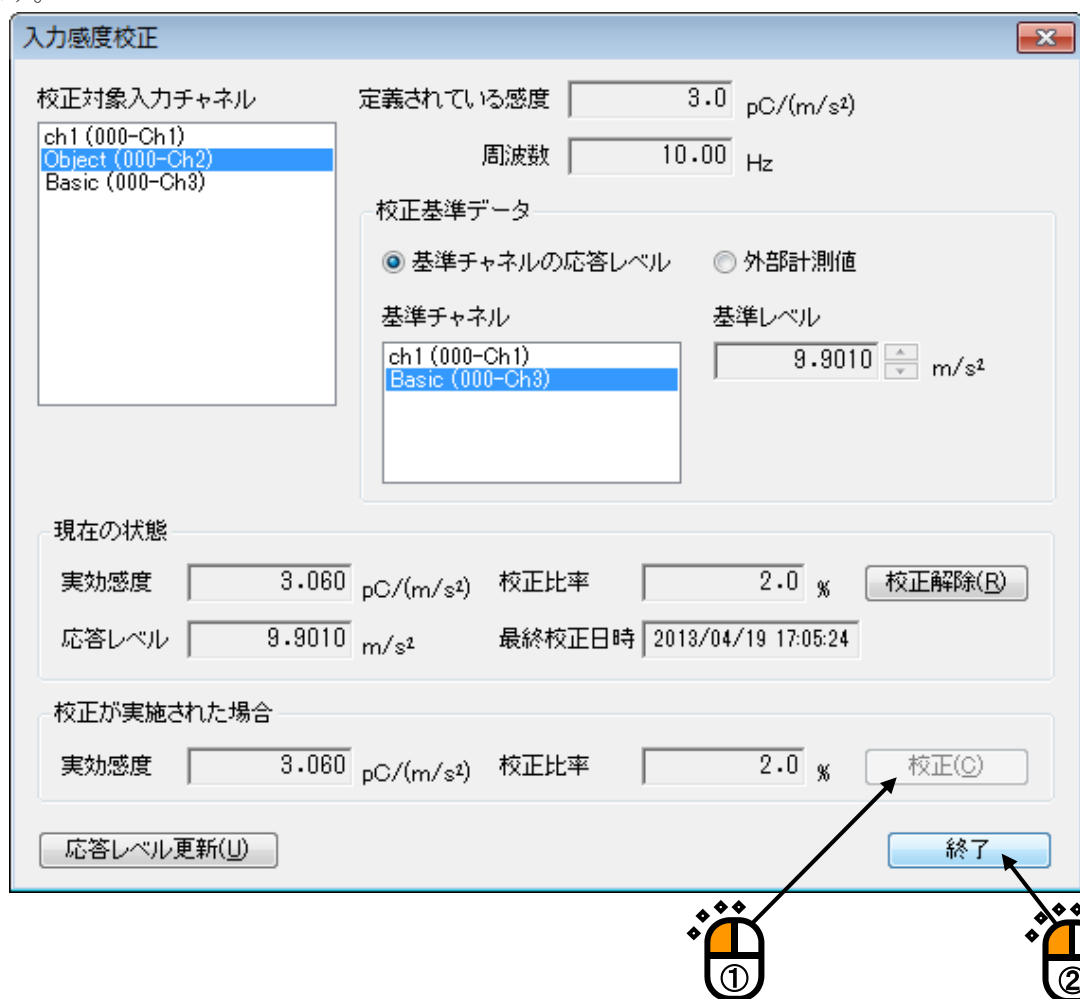 す。
入力感度校正
校正対象入力チャネル
ch1 (000-Ch1)
Object (000-Ch2)
Basic (000-Ch3)
定義されている感度 3.0 pC/(m/s²)
周波数 10.00 Hz
校正基準データ
基準チャネルの応答レベル 外部計測値
基準チャネル 基準レベル
ch1 (000-Ch1)
Basic (000-Ch3)
9.9010 m/s²
現在の状態
実効感度 3.060 pC/(m/s²) 校正比率 2.0 % 校正解除(R)
応答レベル 9.9010 m/s² 最終校正日時 2013/04/19 17:05:24
校正が実施された場合
実効感度 3.060 pC/(m/s²) 校正比率 2.0 % 校正(C)
応答レベル更新(U) 終了
① ②